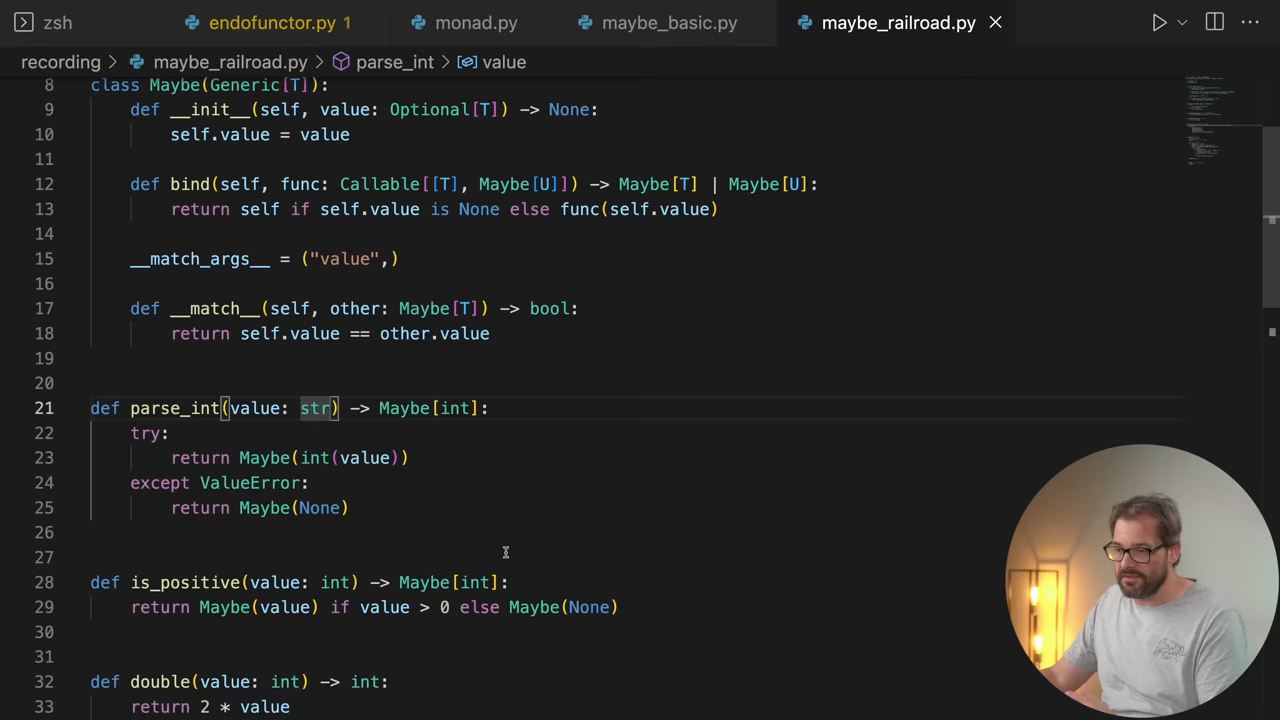 zsh endofunctor.py 1 monad.py maybe_basic.py maybe_railroad.py
recording > maybe_railroad.py > parse_int > value
8 class Maybe(Generic[T]):
9 def __init__(self, value: Optional[T]) -> None:
10 self.value = value
11
12 def bind(self, func: Callable[[T], Maybe[U]]) -> Maybe[T] | Maybe[U]:
13 return self if self.value is None else func(self.value)
14
15 __match_args__ = ("value",)
16
17 def __match__(self, other: Maybe[T]) -> bool:
18 return self.value == other.value
19
20
21 def parse_int(value: str) -> Maybe[int]:
22 try:
23 return Maybe(int(value))
24 except ValueError:
25 return Maybe(None)
26
27
28 def is_positive(value: int) -> Maybe[int]:
29 return Maybe(value) if value > 0 else Maybe(None)
30
31
32 def double(value: int) -> int:
33 return 2 * value